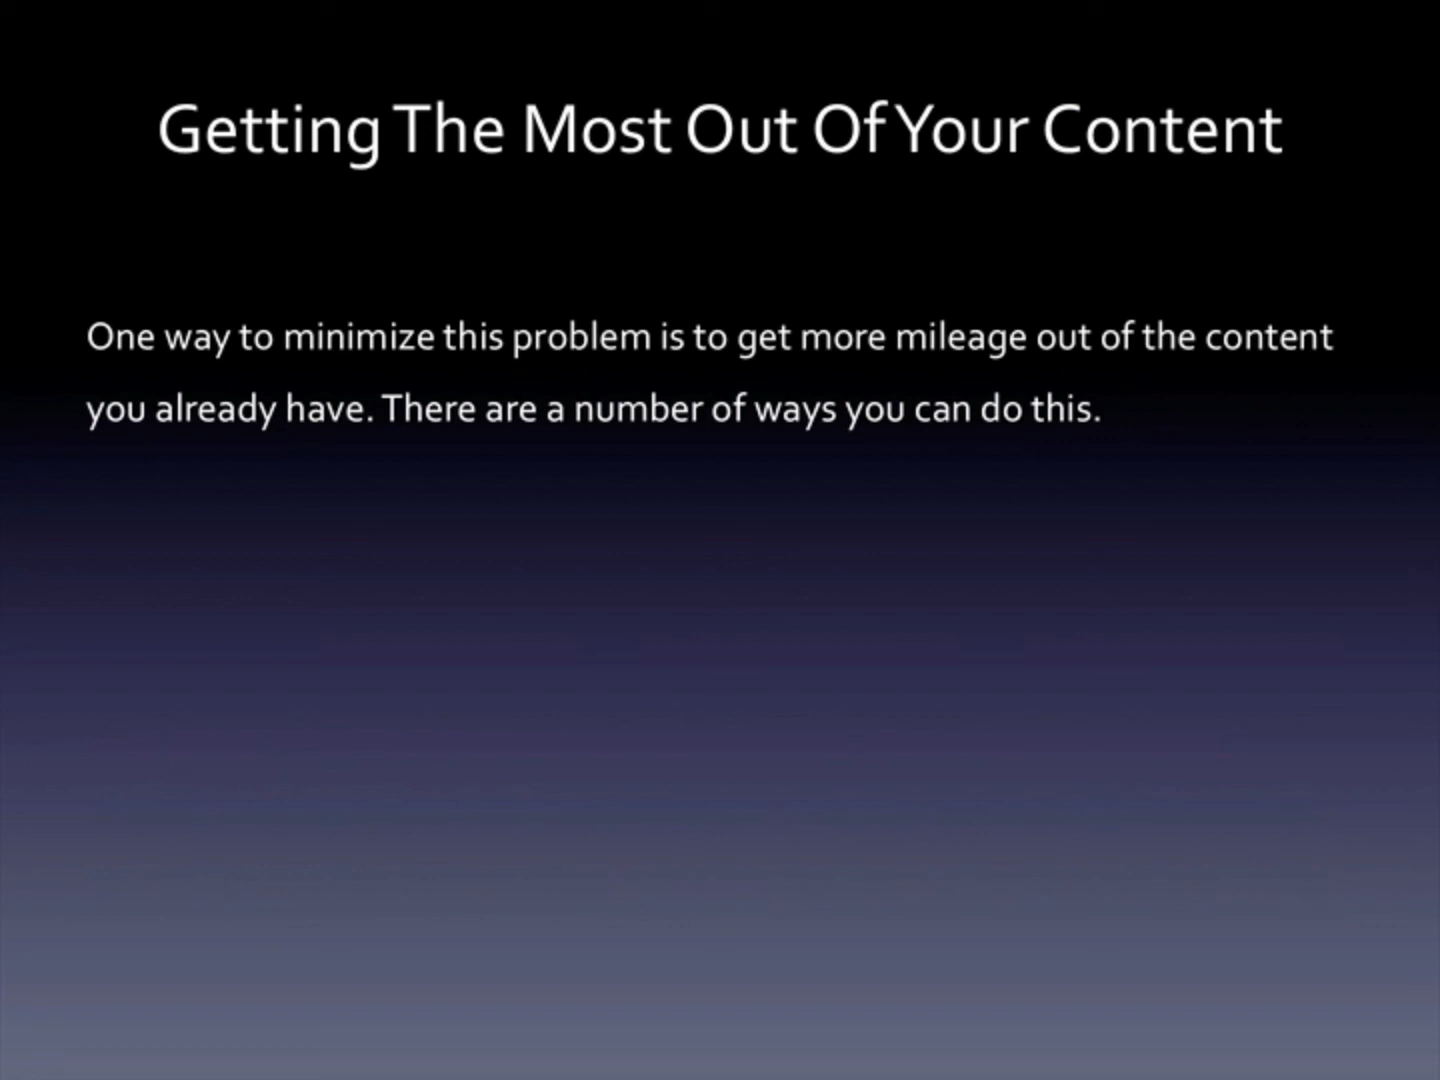 Getting The Most Out Of Your Content
One way to minimize this problem is to get more mileage out of the content
you already have. There are a number of ways you can do this.